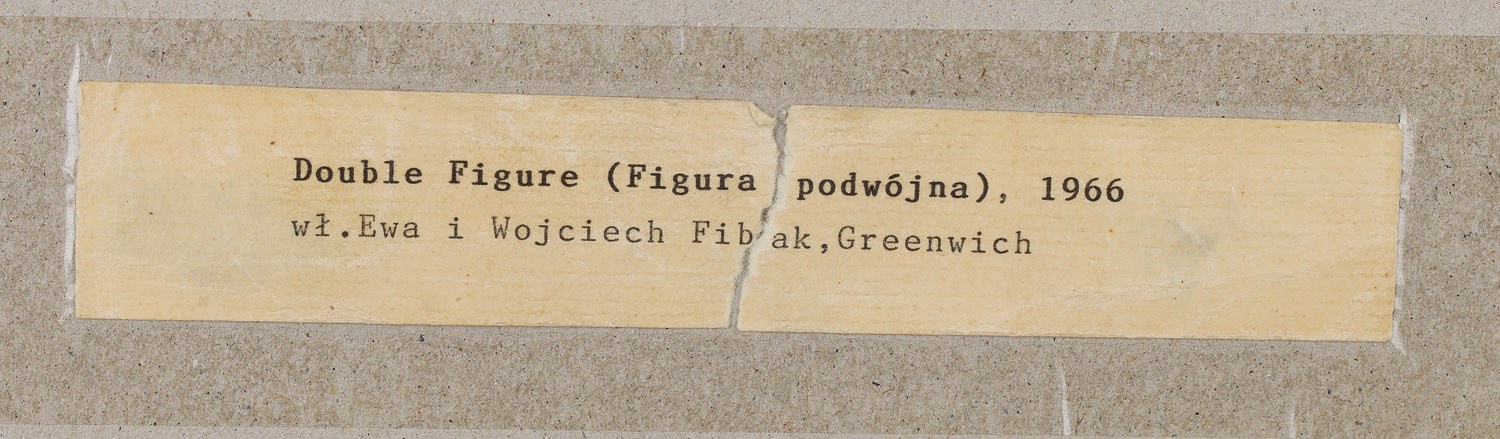 Double Figure (Figura podwójna), 1966
wł.Ewa i Wojciech Fibak,Greenwich